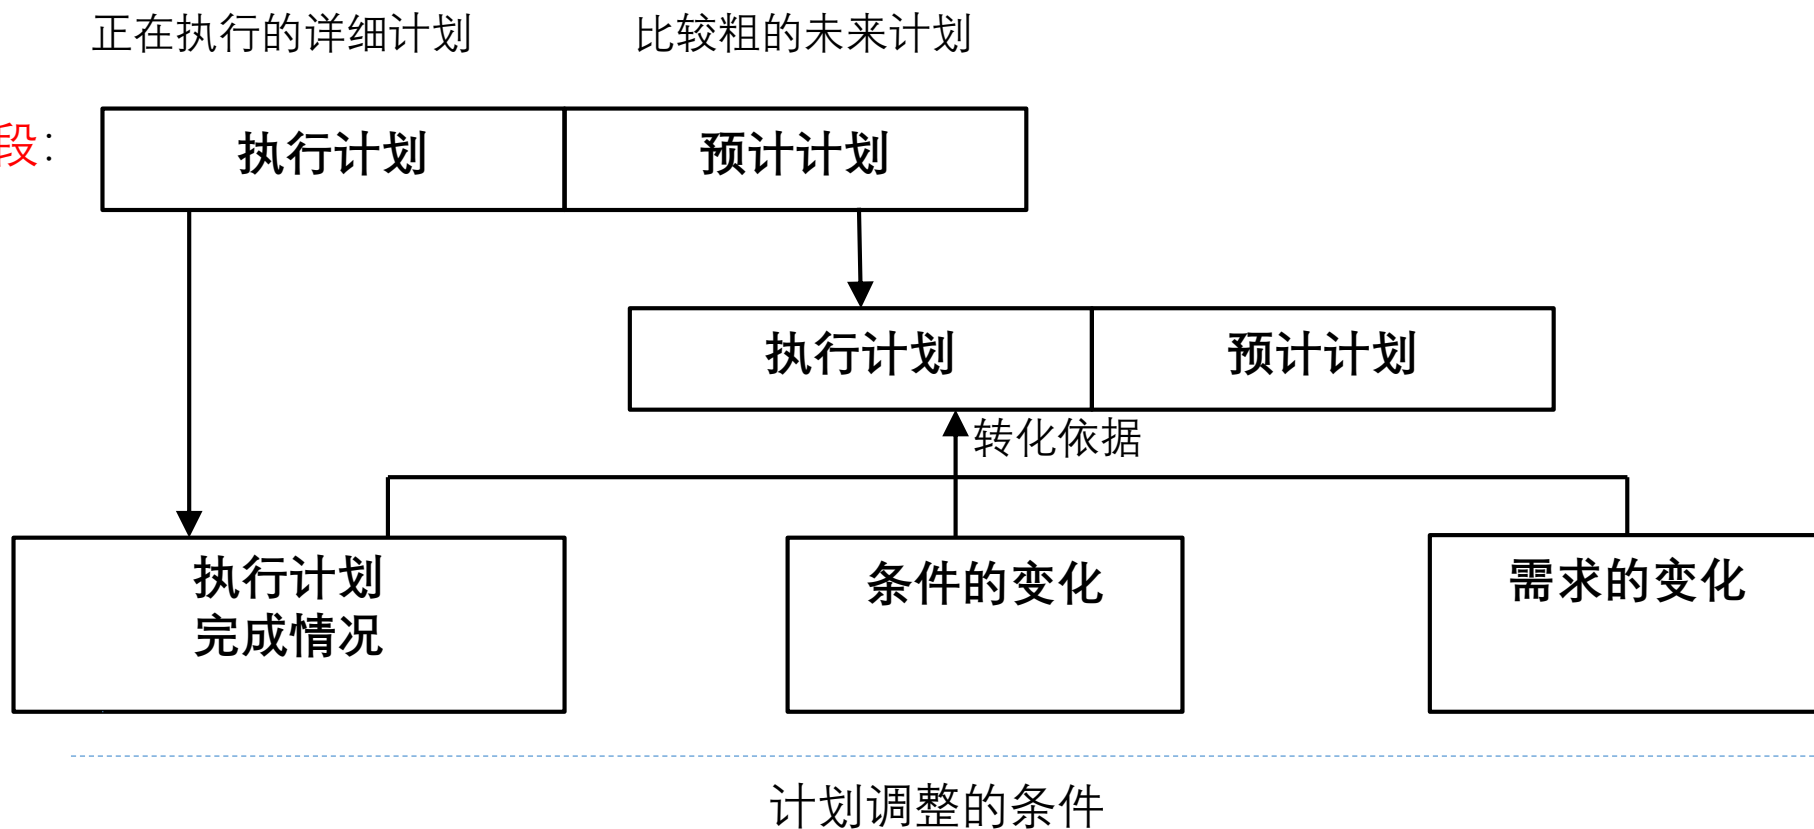 正在执行的详细计划 比较粗的未来计划
段: 执行计划 预计计划
执行计划 预计计划
转化依据
执行计划
完成情况
条件的变化
需求的变化
计划调整的条件